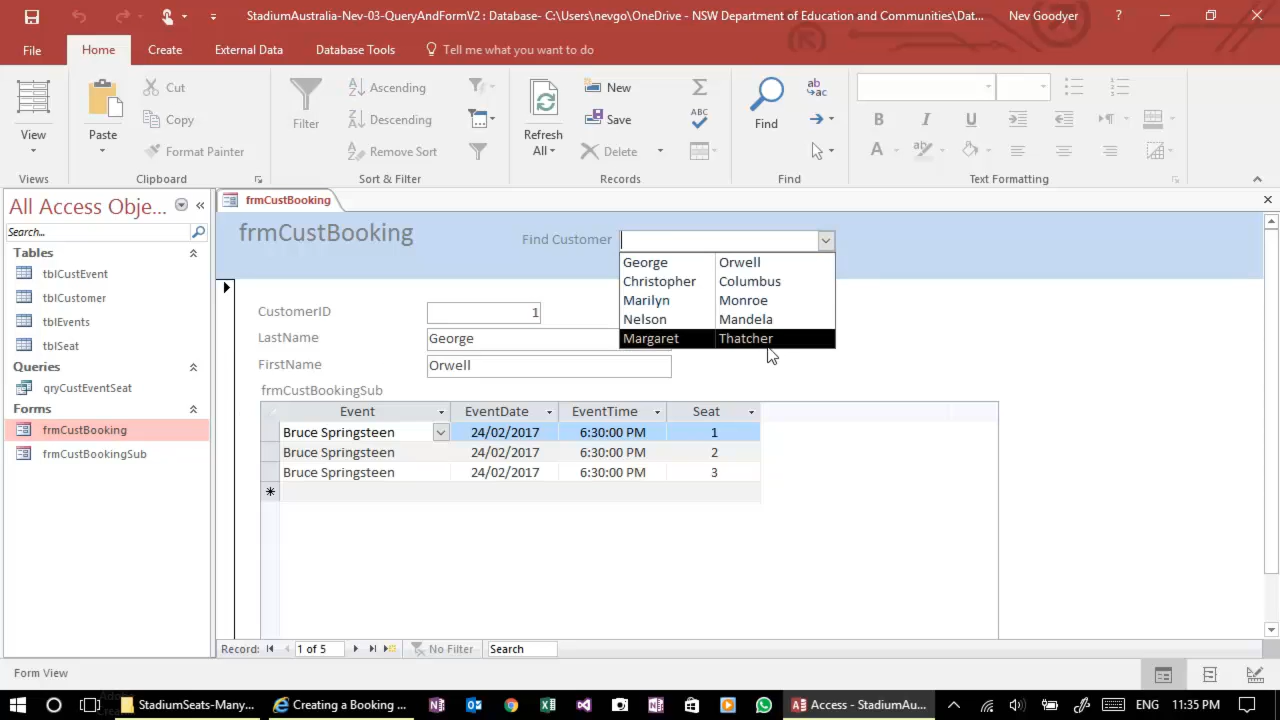 StadiumAustralia-Nev-03-QueryAndFormV2 : Database- C:\Users\nevgo\OneDrive - NSW Department of Education and Communities\Dat...
Nev Goodyer
?
File
Home
Create
External Data
Database Tools
Tell me what you want to do
View
Views
Paste
Cut
Copy
Format Painter
Clipboard
Filter
Ascending
Descending
Remove Sort
Sort & Filter
Refresh
All
New
Save
Delete
ABC
Records
Find
ab
ac
Find
B I U
A
ab
Text Formatting
All Access Obje...
Search...
Tables
tblCustEvent
tblCustomer
tblEvents
tblSeat
Queries
qryCustEventSeat
Forms
frmCustBooking
frmCustBookingSub
frmCustBooking
frmCustBooking
Find Customer
George Orwell
Christopher Columbus
Marilyn Monroe
Nelson Mandela
Margaret Thatcher
CustomerID 1
LastName George
FirstName Orwell
frmCustBookingSub
Event EventDate EventTime Seat
Bruce Springsteen 24/02/2017 6:30:00 PM 1
Bruce Springsteen 24/02/2017 6:30:00 PM 2
Bruce Springsteen 24/02/2017 6:30:00 PM 3
Record: 1 of 5 No Filter Search
Form View
StadiumSeats-Many...
Creating a Booking ...
Access - StadiumAu...
ENG
11:35 PM